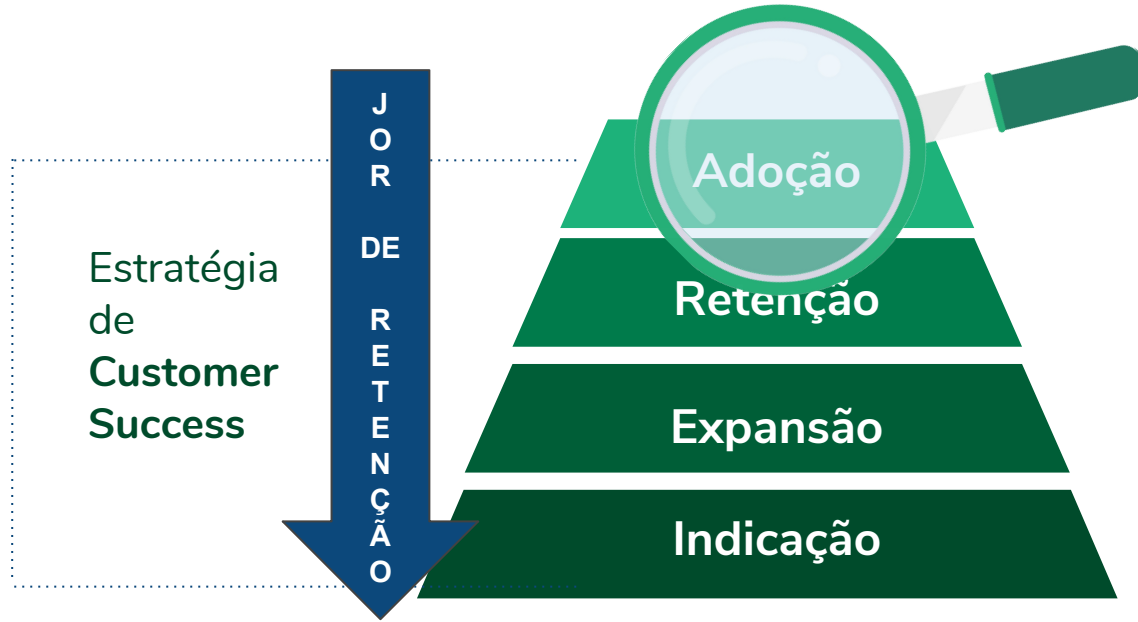 Estratégia
de
Customer
Success
J
O
R
DE
R
E
T
E
N
Ç
Ã
O
Adoção
Retenção
Expansão
Indicação